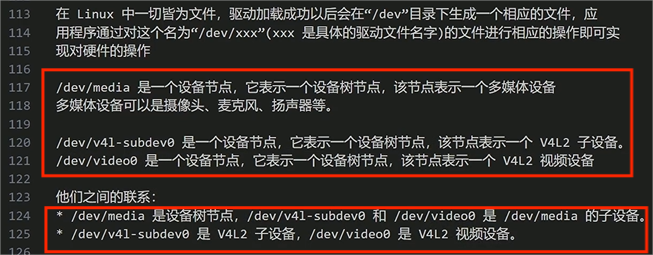 113 在 Linux 中一切皆为文件，驱动加载成功以后会在“/dev”目录下生成一个相应的文件，应
114 用程序通过对这个名为“/dev/xxx”(xxx 是具体的驱动文件名字)的文件进行相应的操作即可实
115 现对硬件的操作
116
117 /dev/media 是一个设备节点，它表示一个设备树节点，该节点表示一个多媒体设备
118 多媒体设备可以是摄像头、麦克风、扬声器等。
119
120 /dev/v4l-subdev0 是一个设备节点，它表示一个设备树节点，该节点表示一个 V4L2 子设备。
121 /dev/video0 是一个设备节点，它表示一个设备树节点，该节点表示一个 V4L2 视频设备
122
123 他们之间的联系：
124 * /dev/media 是设备树节点，/dev/v4l-subdev0 和 /dev/video0 是 /dev/media 的子设备。
125 * /dev/v4l-subdev0 是 V4L2 子设备，/dev/video0 是 V4L2 视频设备。
126